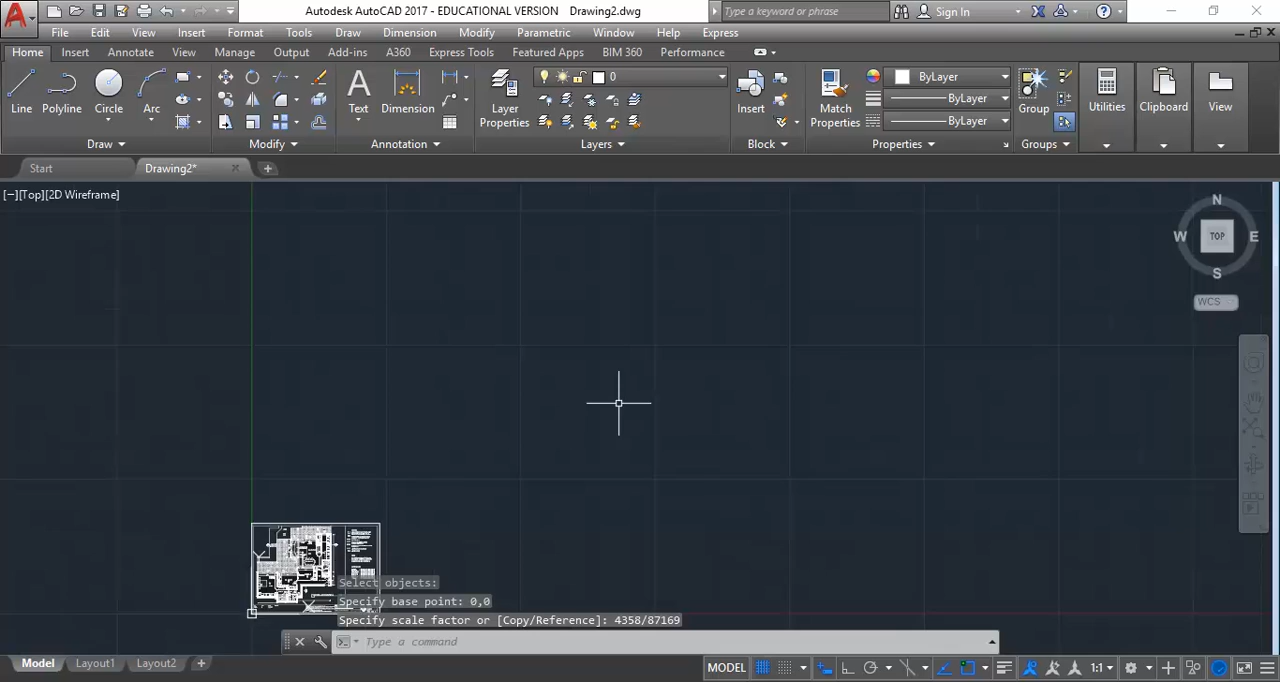 Autodesk AutoCAD 2017 - EDUCATIONAL VERSION Drawing2.dwg
Type a keyword or phrase
Sign In
File Edit View Insert Format Tools Draw Dimension Modify Parametric Window Help Express
Home Insert Annotate View Manage Output Add-ins A360 Express Tools Featured Apps BIM 360 Performance
0
ByLayer
ByLayer
ByLayer
Line Polyline Circle Arc
Text Dimension
Layer Properties
Insert
Match Properties
Group
Utilities
Clipboard
View
Draw Modify Annotation Layers Block Properties Groups
Start Drawing2*
[−][Top][2D Wireframe]
N
W TOP E
S
WCS
Select objects:
Specify base point: 0,0
Specify scale factor or [Copy/Reference]: 4358/87169
Type a command
Model Layout1 Layout2
MODEL
1:1